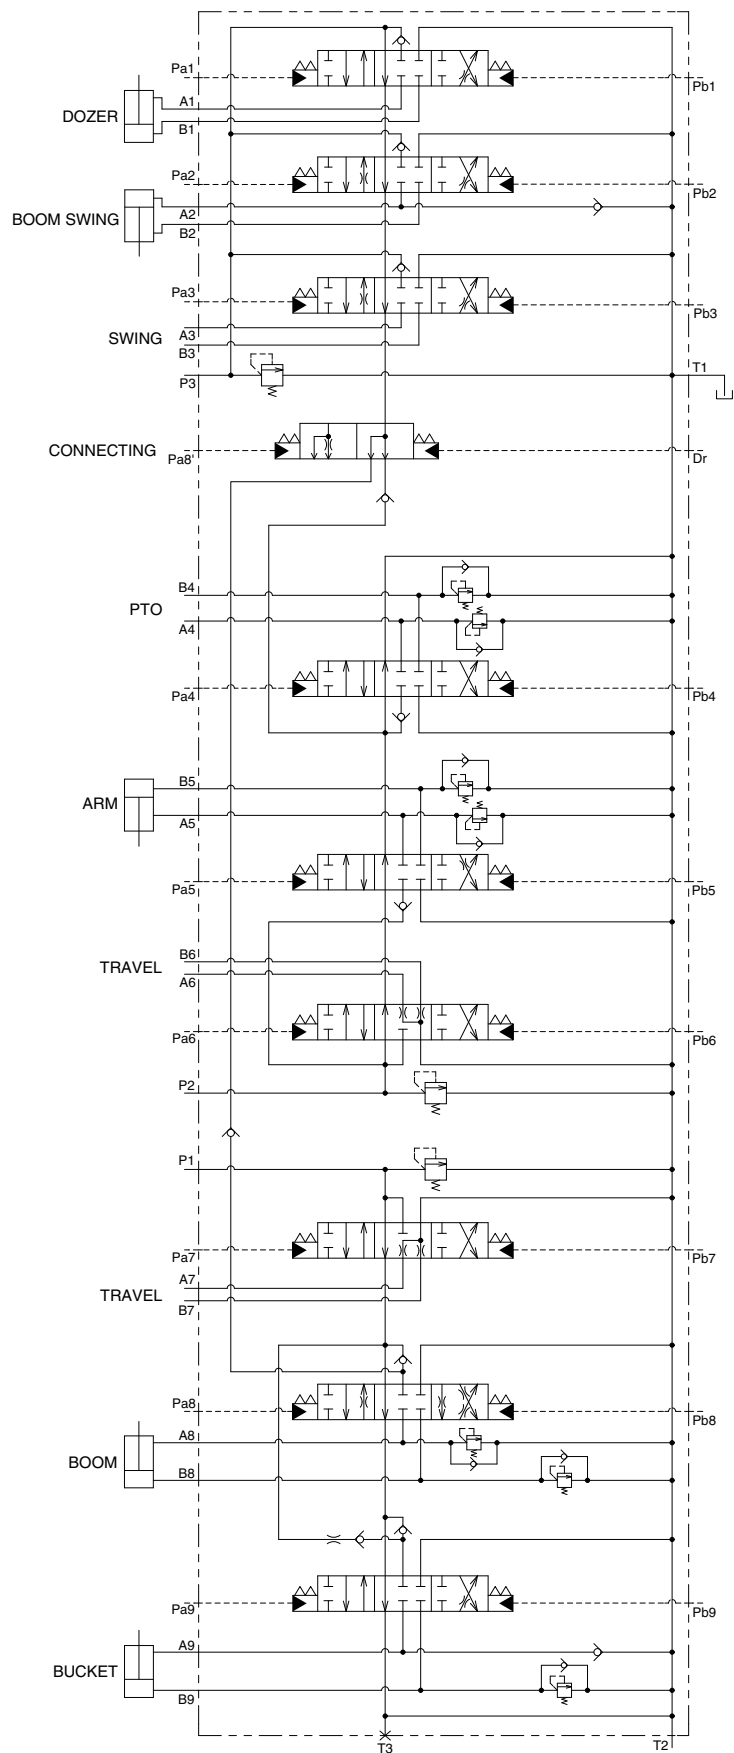 Pa1
Pb1
DOZER
A1
B1
Pa2
Pb2
BOOM SWING
A2
B2
Pa3
Pb3
SWING
A3
B3
P3
T1
CONNECTING
Pa8'
Dr
B4
PTO
A4
Pa4
Pb4
B5
ARM
A5
Pa5
Pb5
B6
TRAVEL
A6
Pa6
Pb6
P2
P1
Pa7
Pb7
A7
TRAVEL
B7
Pa8
Pb8
A8
BOOM
B8
Pa9
Pb9
A9
BUCKET
B9
T3
T2